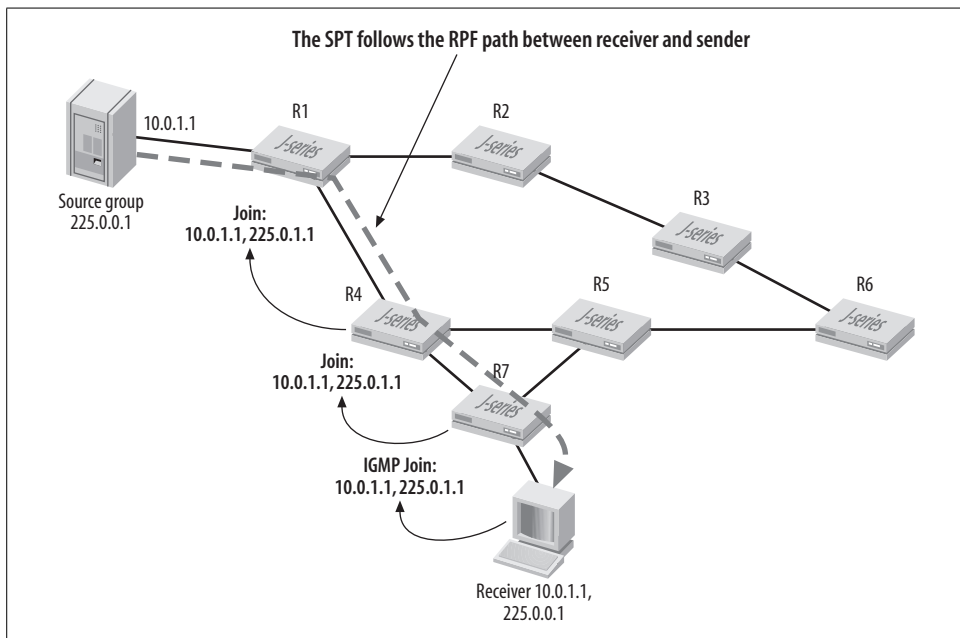 The SPT follows the RPF path between receiver and sender
10.0.1.1
R1
J-series
R2
J-series
Source group
225.0.0.1
R3
J-series
Join:
10.0.1.1, 225.0.1.1
R4
J-series
R5
J-series
R6
J-series
Join:
10.0.1.1, 225.0.1.1
R7
J-series
IGMP Join:
10.0.1.1, 225.0.1.1
Receiver 10.0.1.1,
225.0.0.1